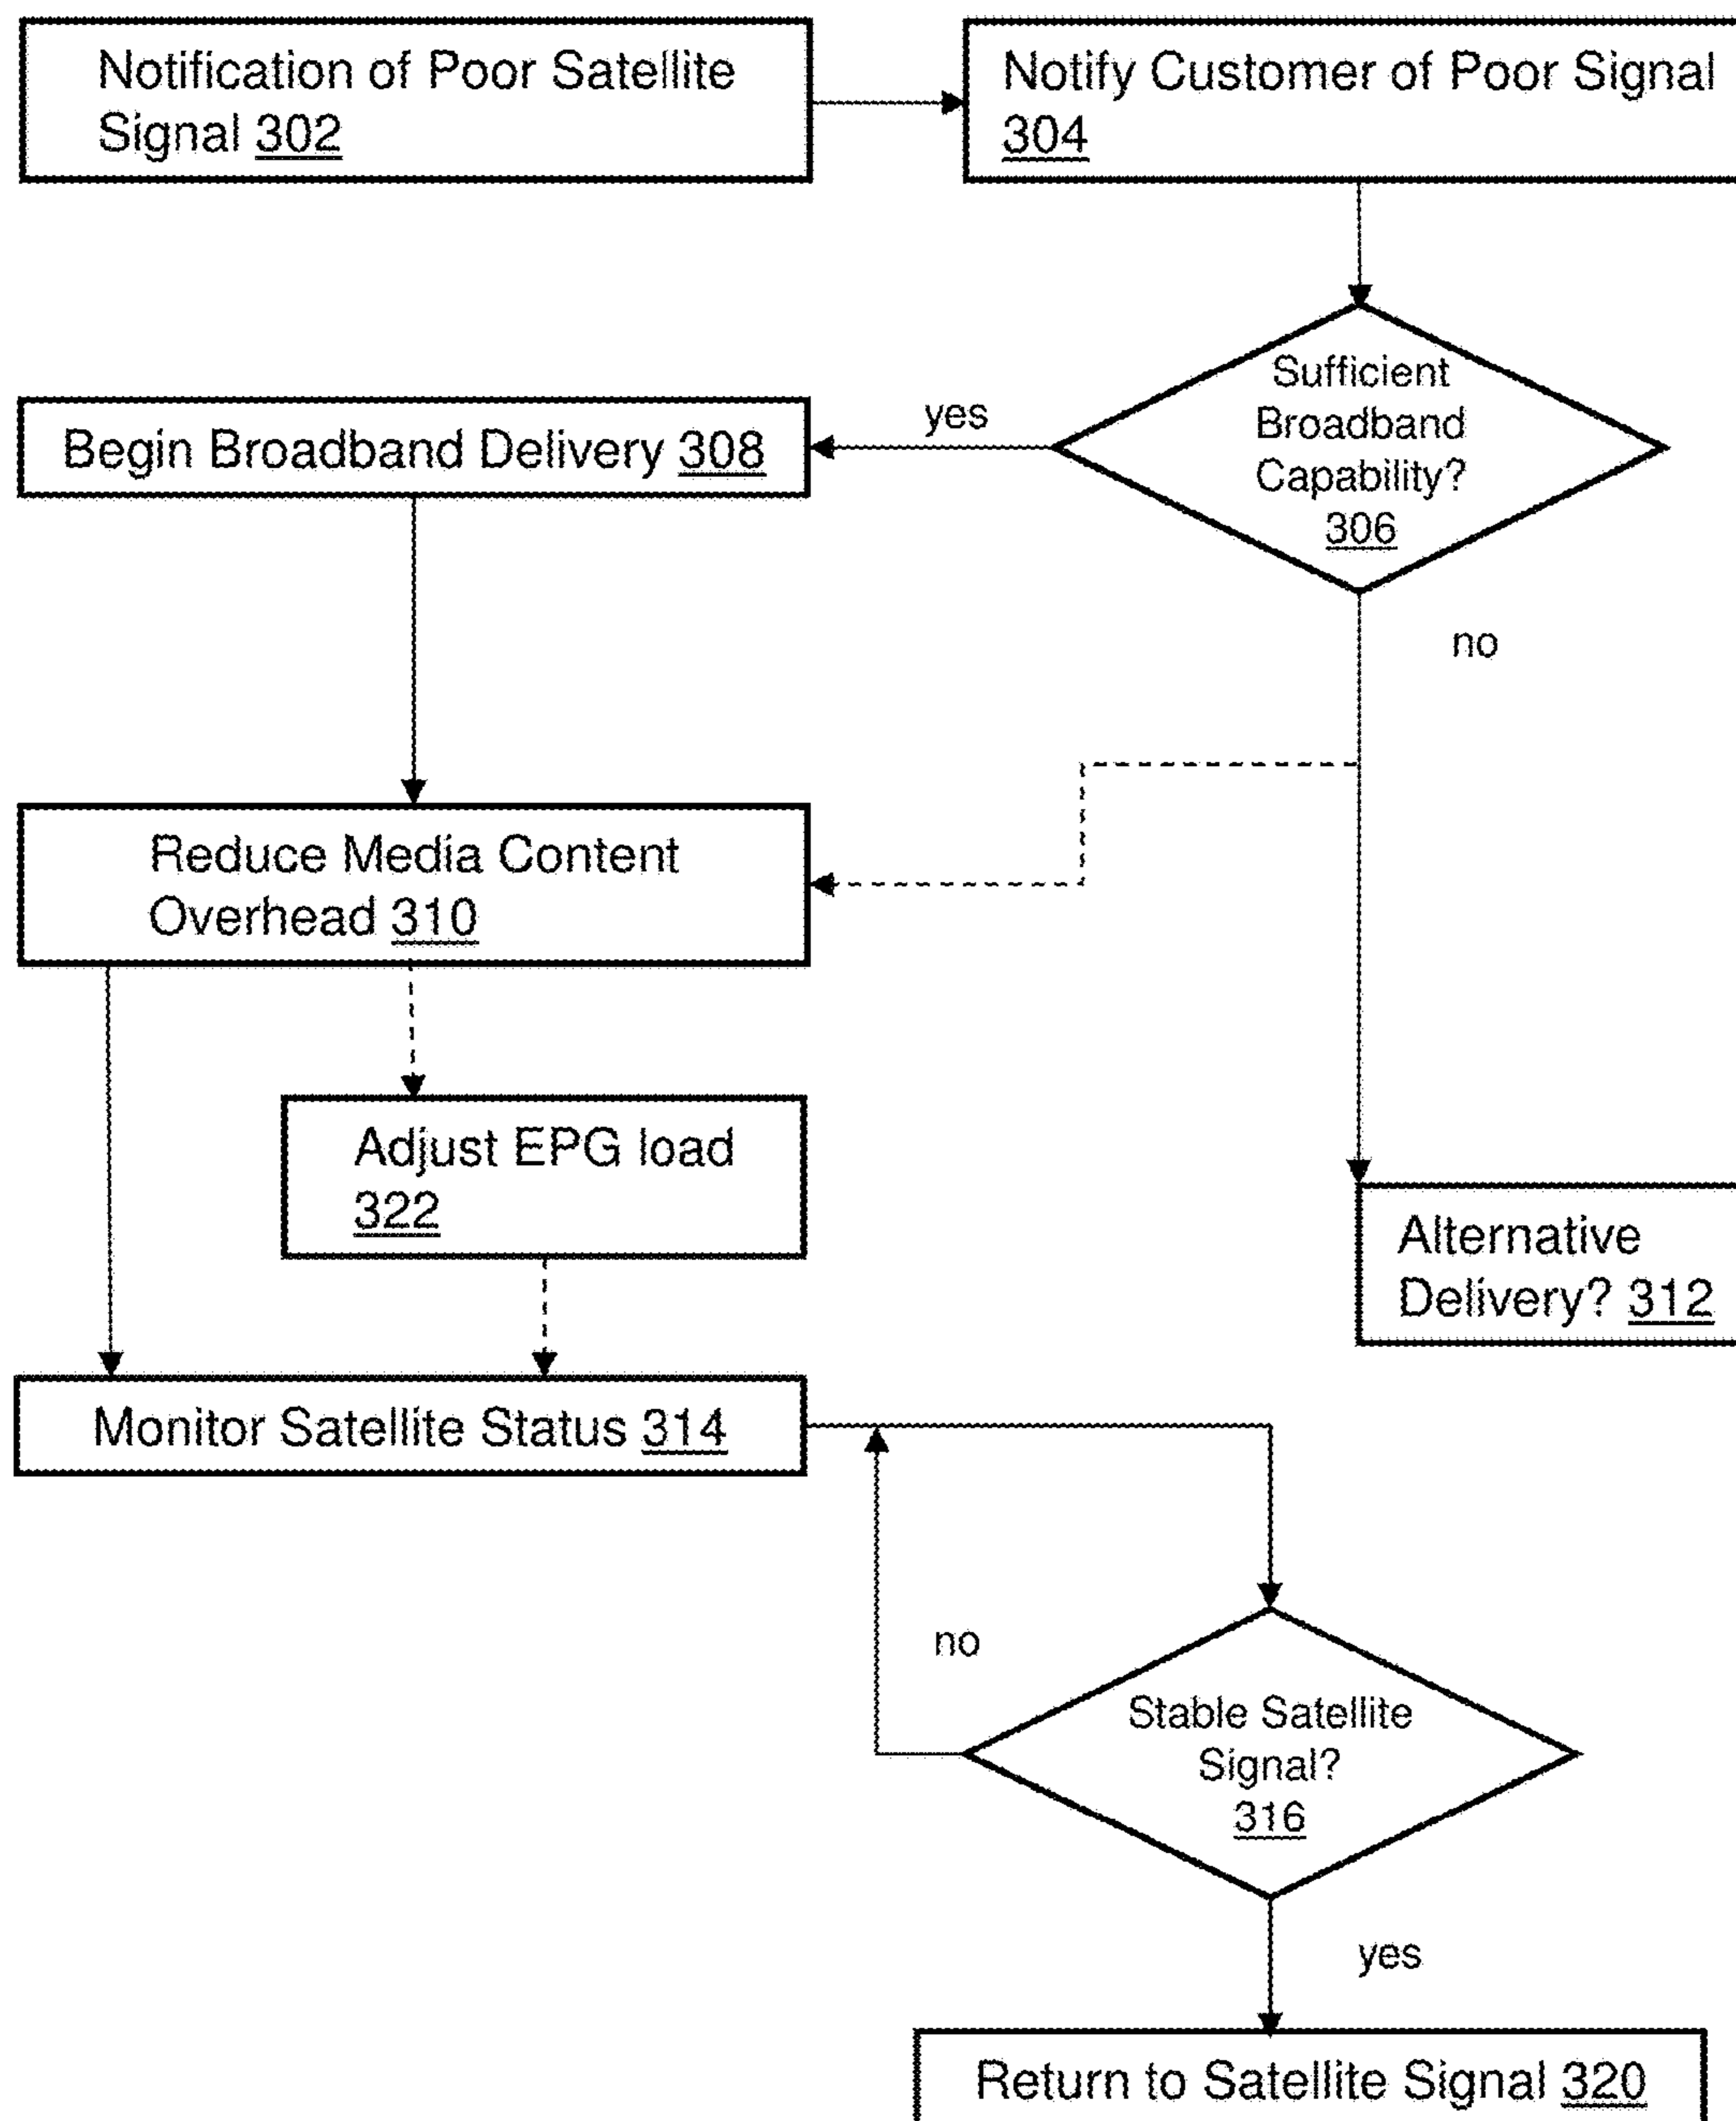 Notification of Poor Satellite
Signal 302
Notify Customer of Poor Signal
304
Sufficient
Broadband
Capability?
306
yes
Begin Broadband Delivery 308
no
Reduce Media Content
Overhead 310
Adjust EPG load
322
Alternative
Delivery? 312
Monitor Satellite Status 314
no
Stable Satellite
Signal?
316
yes
Return to Satellite Signal 320